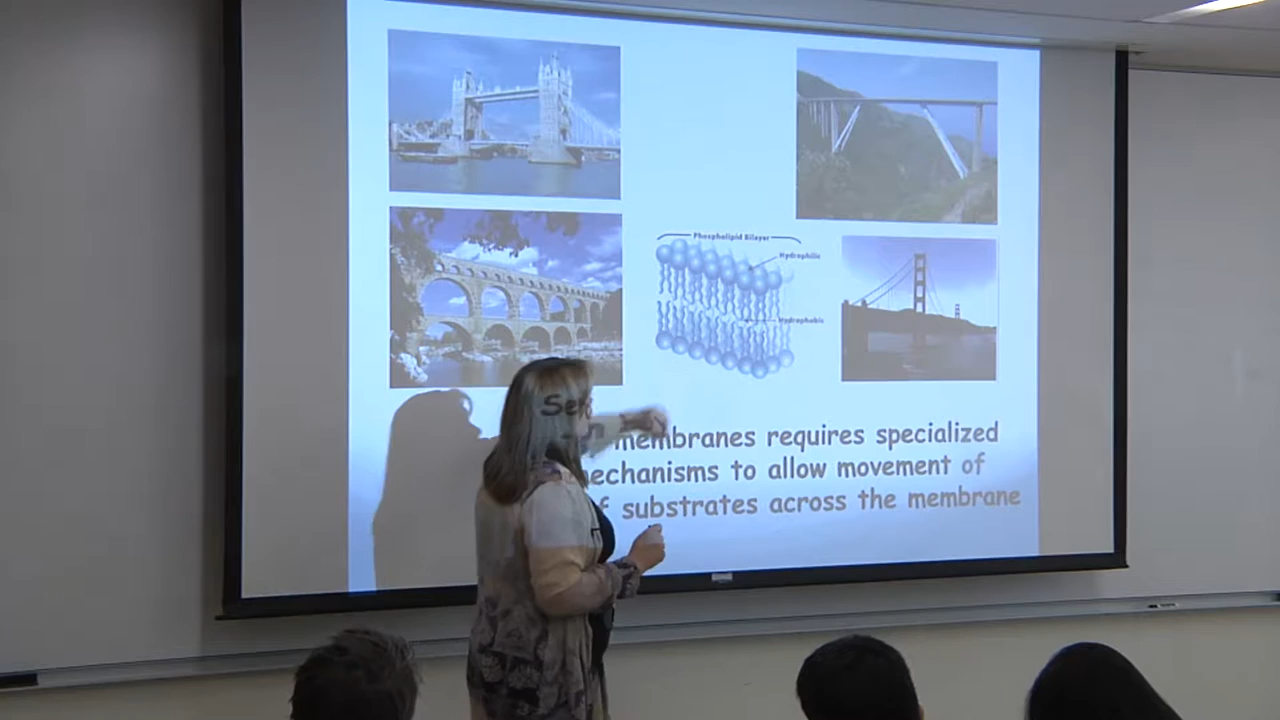 Phospholipid Bilayer
Hydrophilic
Hydrophobic
membranes requires specialized
mechanisms to allow movement of
substrates across the membrane